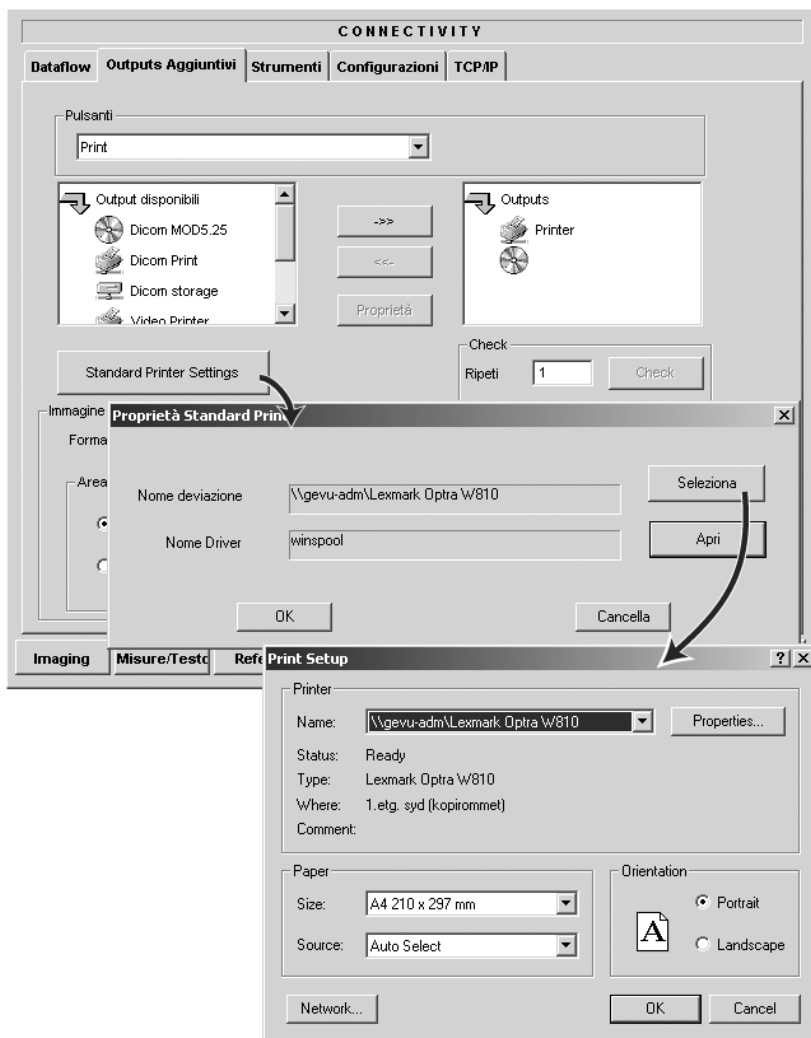 CONNECTIVITY
Dataflow Outputs Aggiuntivi Strumenti Configurazioni TCP/IP
Pulsanti
Print
Output disponibili
Dicom MOD5.25
Dicom Print
Dicom storage
Video Printer
->>
<<-
Proprietà
Outputs
Printer
Standard Printer Settings
Check
Ripeti 1 Check
Immagine
Forma
Area
Proprietà Standard Prin
Nome deviazione \\gevu-adm\Lexmark Optra W810 Seleziona
Nome Driver winspool Apri
OK Cancella
Imaging Misure/Testo Refe
Print Setup
Printer
Name: \\gevu-adm\Lexmark Optra W810 Properties...
Status: Ready
Type: Lexmark Optra W810
Where: 1.etg. syd (kopirommet)
Comment:
Paper
Size: A4 210 x 297 mm
Source: Auto Select
Orientation
A
Portrait
Landscape
Network... OK Cancel